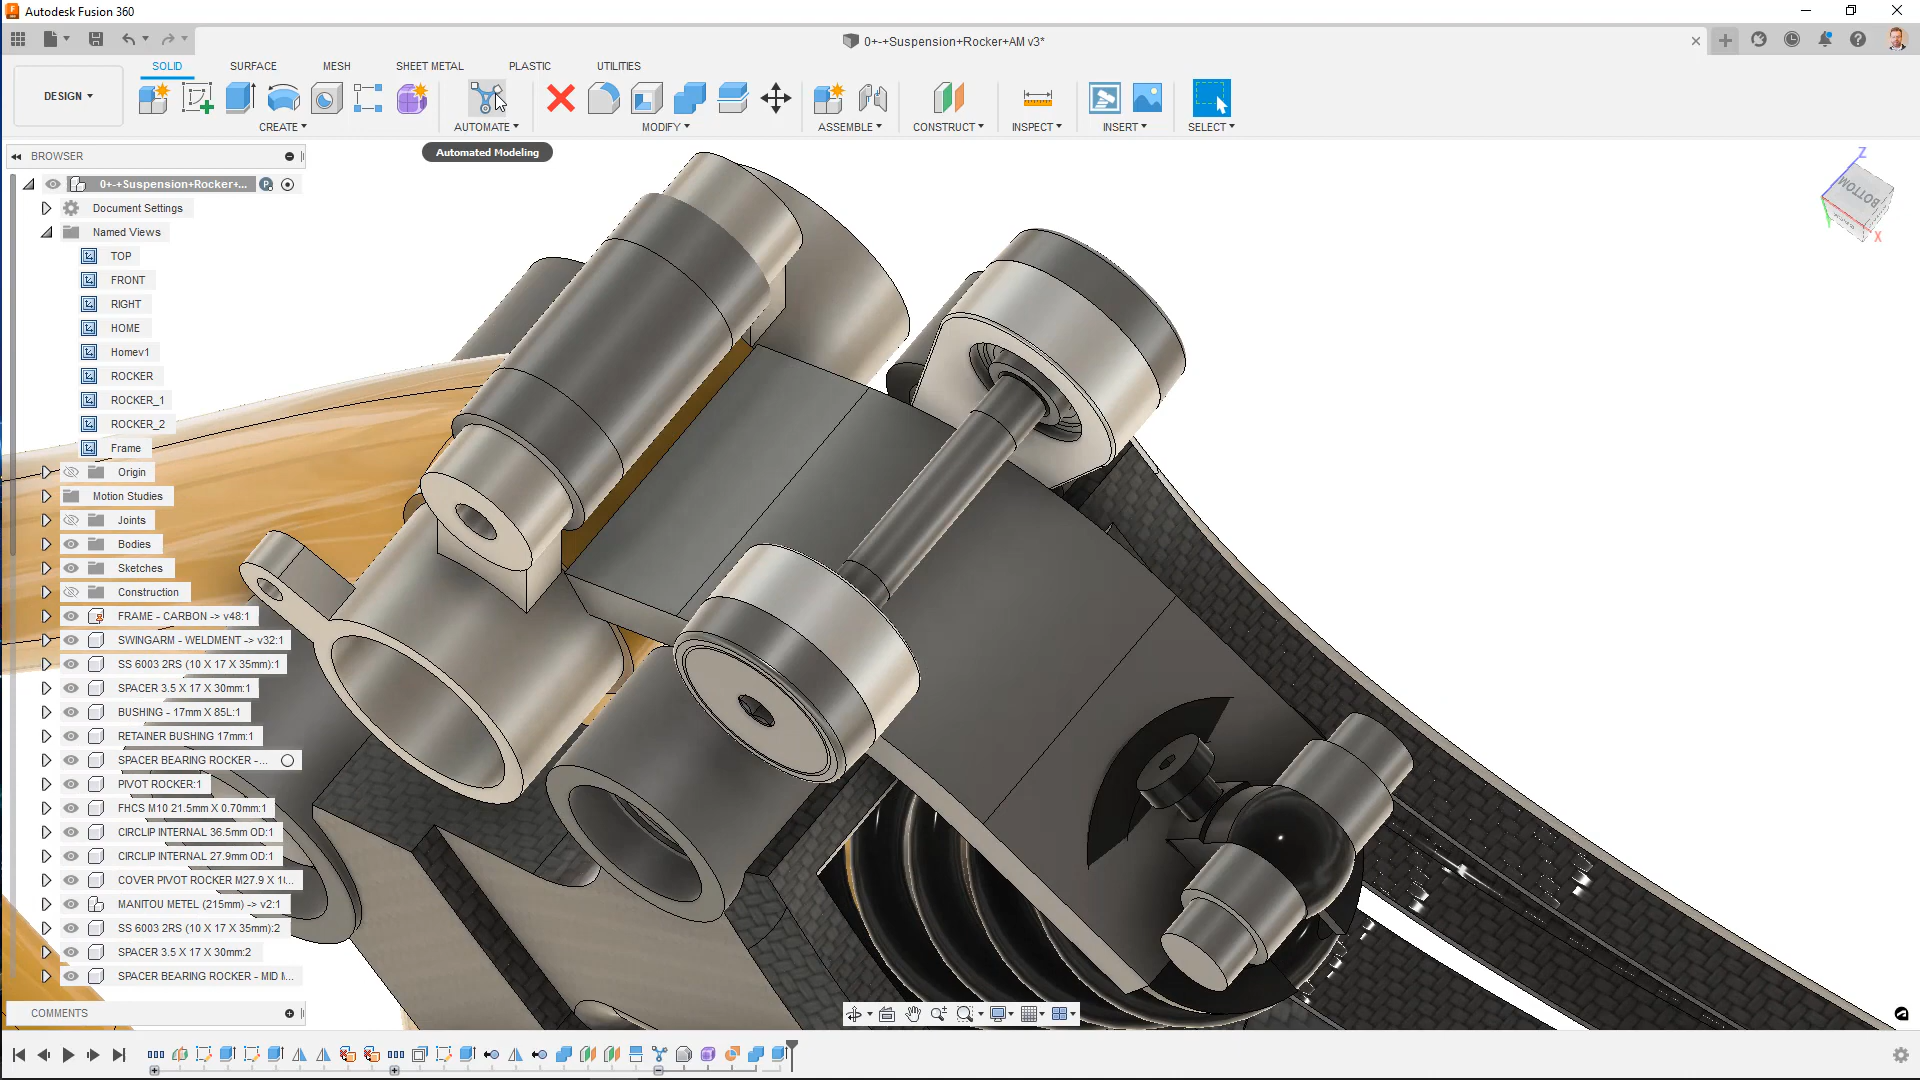 Autodesk Fusion 360
0+-+Suspension+Rocker+AM v3*
SOLID
SURFACE
MESH
SHEET METAL
PLASTIC
UTILITIES
DESIGN
CREATE
AUTOMATE
MODIFY
ASSEMBLE
CONSTRUCT
INSPECT
INSERT
SELECT
Automated Modeling
BROWSER
0+-+Suspension+Rocker+...
Document Settings
Named Views
TOP
FRONT
RIGHT
HOME
Homev1
ROCKER
ROCKER_1
ROCKER_2
Frame
Origin
Motion Studies
Joints
Bodies
Sketches
Construction
FRAME - CARBON -> v48:1
SWINGARM - WELDMENT -> v32:1
SS 6003 2RS (10 X 17 X 35mm):1
SPACER 3.5 X 17 X 30mm:1
BUSHING - 17mm X 85L:1
RETAINER BUSHING 17mm:1
SPACER BEARING ROCKER -...
PIVOT ROCKER:1
FHCS M10 21.5mm X 0.70mm:1
CIRCLIP INTERNAL 36.5mm OD:1
CIRCLIP INTERNAL 27.9mm OD:1
COVER PIVOT ROCKER M27.9 X 1(...
MANITOU METEL (215mm) -> v2:1
SS 6003 2RS (10 X 17 X 35mm):2
SPACER 3.5 X 17 X 30mm:2
SPACER BEARING ROCKER - MID M...
COMMENTS
Z
BOTTOM
Y
X